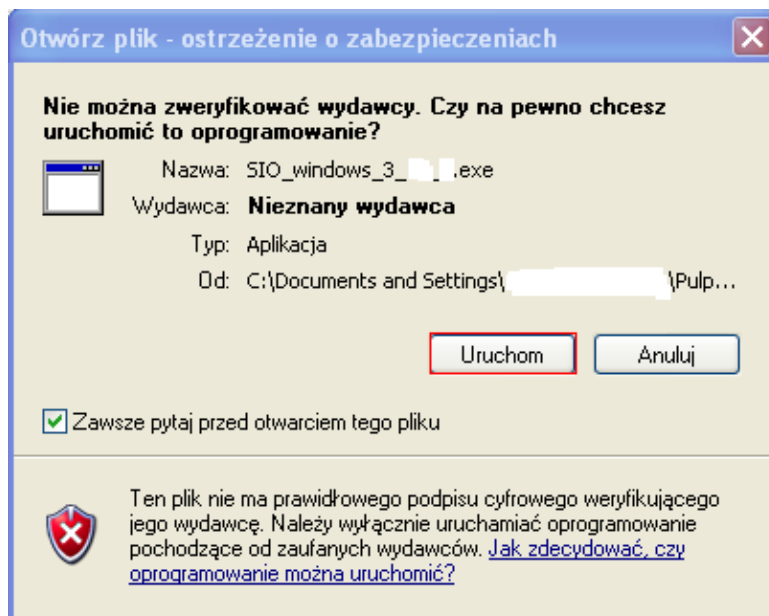 Otwórz plik - ostrzeżenie o zabezpieczeniach
Nie można zweryfikować wydawcy. Czy na pewno chcesz
uruchomić to oprogramowanie?
Nazwa: SIO_windows_3_ _ .exe
Wydawca: Nieznany wydawca
Typ: Aplikacja
Od: C:\Documents and Settings\ \Pulp...
Uruchom Anuluj
Zawsze pytaj przed otwarciem tego pliku
Ten plik nie ma prawidłowego podpisu cyfrowego weryfikującego
jego wydawcę. Należy wyłącznie uruchamiać oprogramowanie
pochodzące od zaufanych wydawców. Jak zdecydować, czy
oprogramowanie można uruchomić?